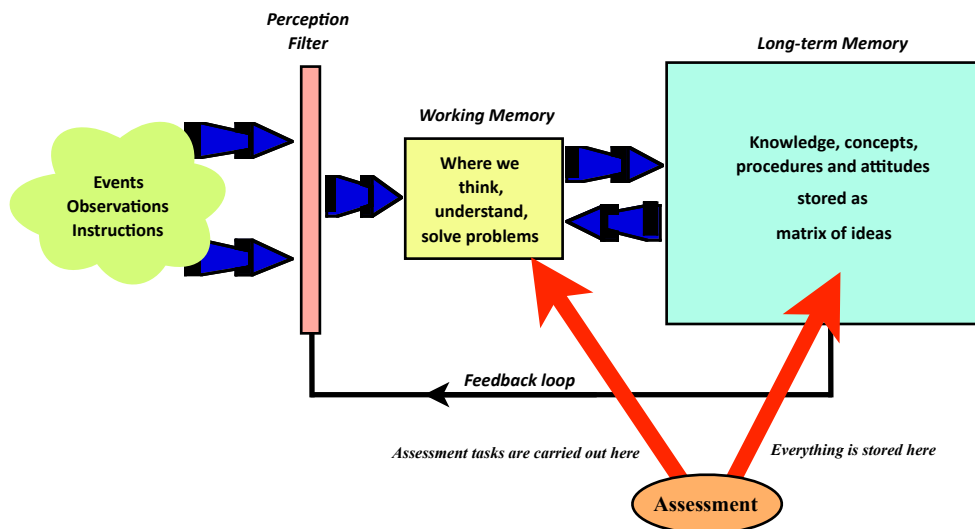 Perception
Filter
Long-term Memory
Working Memory
Events
Observations
Instructions
Where we
think,
understand,
solve problems
Knowledge, concepts,
procedures and attitudes
stored as
matrix of ideas
Feedback loop
Assessment tasks are carried out here
Everything is stored here
Assessment